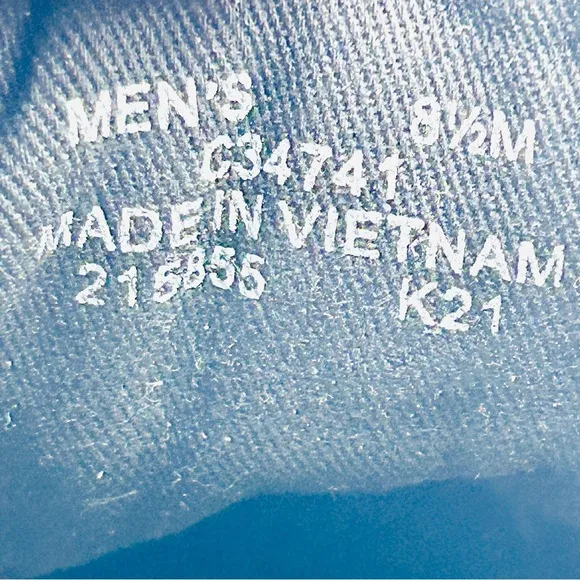 MEN'S 8½M
C34741
MADE IN VIETNAM
215855 K21